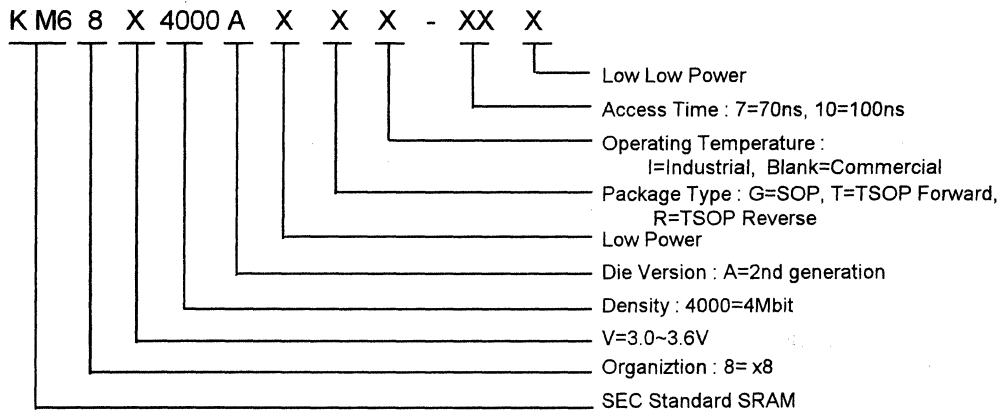 KM6 8 X 4000 A X X X - XX X
Low Low Power
Access Time : 7=70ns, 10=100ns
Operating Temperature :
I=Industrial, Blank=Commercial
Package Type : G=SOP, T=TSOP Forward,
R=TSOP Reverse
Low Power
Die Version : A=2nd generation
Density : 4000=4Mbit
V=3.0~3.6V
Organiztion : 8= x8
SEC Standard SRAM